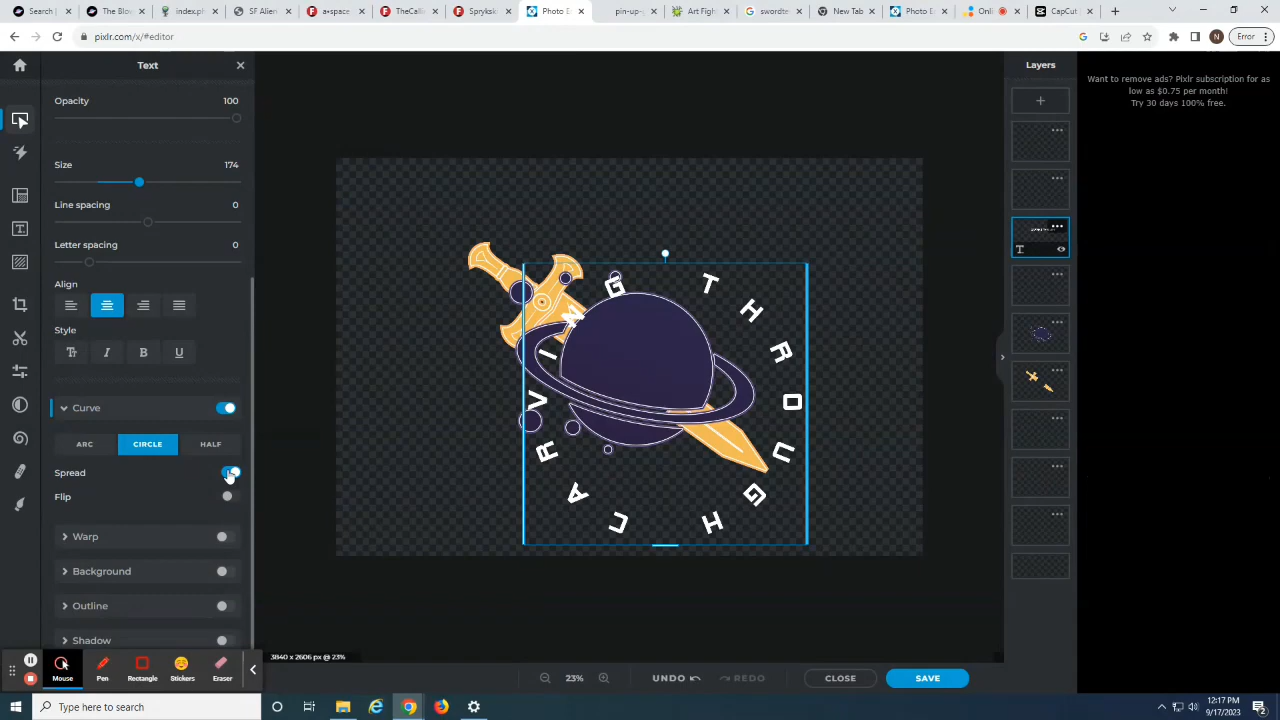 Search |
The Bloc
index.ph
SF Alien
a+space
TheCalli
Spryksk
Photo E
pin-up-
Art Figh
swordte
New Tab
Photo E
Onli
CapCut
pixlr.com/x/#editor
N
Error
Text
Layers
Want to remove ads? Pixlr subscription for as
low as $0.75 per month!
Try 30 days 100% free.
Opacity 100
Size 174
Line spacing 0
Letter spacing 0
Align
Style
Curve
ARC CIRCLE HALF
Spread
Flip
Warp
Background
Outline
Shadow
CARVING THROUGH
3840 x 2606 px @ 23%
Mouse Pen Rectangle Stickers Eraser
23% UNDO REDO CLOSE SAVE
Type here to search
12:17 PM
9/17/2023
2